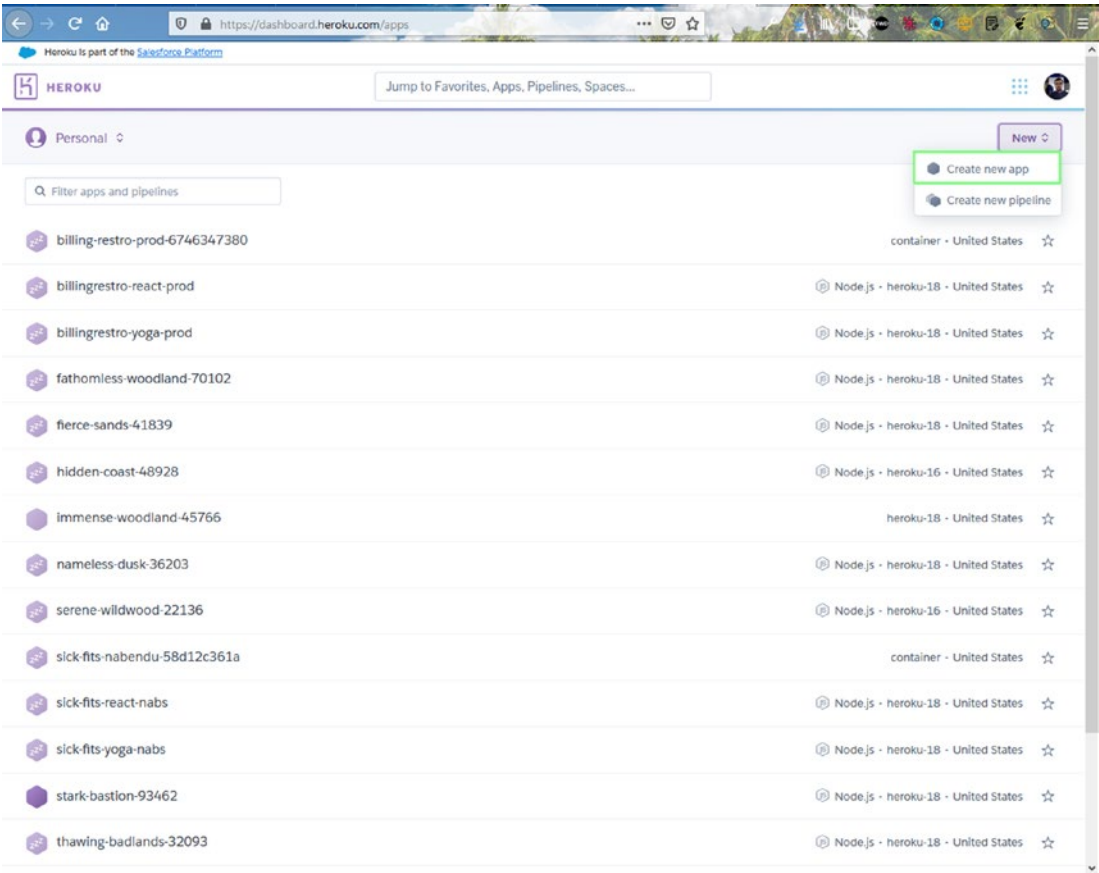 https://dashboard.heroku.com/apps
Heroku is part of the Salesforce Platform
HEROKU
Jump to Favorites, Apps, Pipelines, Spaces...
Personal
New
Create new app
Filter apps and pipelines
Create new pipeline
billing-restro-prod-6746347380 container - United States
billingrestro-react-prod Node.js - heroku-18 - United States
billingrestro-yoga-prod Node.js - heroku-18 - United States
fathomless-woodland-70102 Node.js - heroku-18 - United States
fierce-sands-41839 Node.js - heroku-18 - United States
hidden-coast-48928 Node.js - heroku-16 - United States
immense-woodland-45766 heroku-18 - United States
nameless-dusk-36203 Node.js - heroku-18 - United States
serene-wildwood-22136 Node.js - heroku-16 - United States
sick-fits-nabendu-58d12c361a container - United States
sick-fits-react-nabs Node.js - heroku-18 - United States
sick-fits-yoga-nabs Node.js - heroku-18 - United States
stark-bastion-93462 Node.js - heroku-18 - United States
thawing-badlands-32093 Node.js - heroku-18 - United States